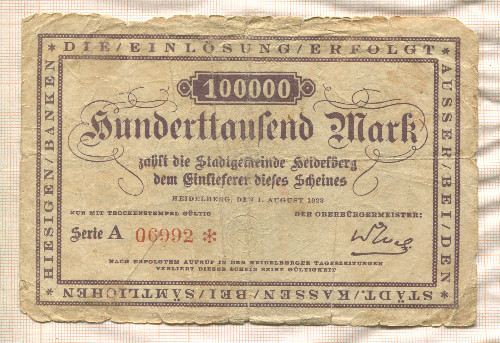 * DIE / EINLÖSUNG / ERFOLGT *
AUSSER / BEI / DEN
100000
Hunderttausend Mark
zahlt die Stadtgemeinde Heidelberg
dem Einlieferer dieses Scheines
HEIDELBERG, DEN 1. AUGUST 1923
NUR MIT TROCKENSTEMPEL GÜLTIG
DER OBERBÜRGERMEISTER:
Serie A 06992 *
NACH ERFOLGTEM AUFRUF IN DEN HEIDELBERGER TAGESZEITUNGEN
VERLIERT DIESER SCHEIN SEINE GÜLTIGKEIT
* STÄDT. / KASSEN / BEI / SÄMTLICHEN *
HIESIGEN / BANKEN